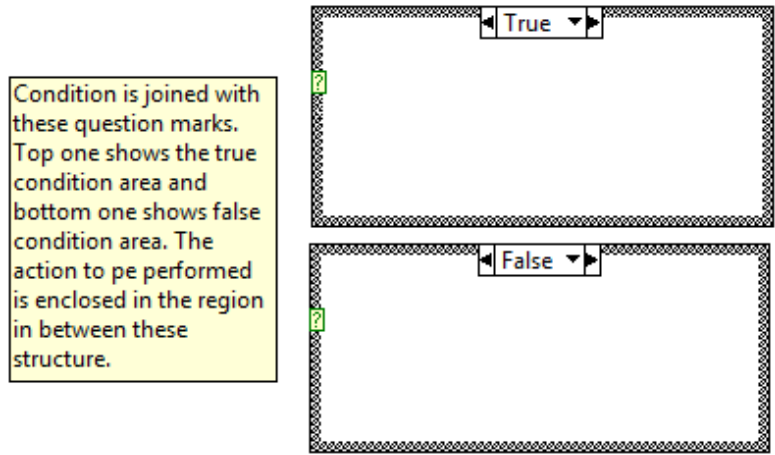 True
?
Condition is joined with
these question marks.
Top one shows the true
condition area and
bottom one shows false
condition area. The
action to pe performed
is enclosed in the region
in between these
structure.
False
?